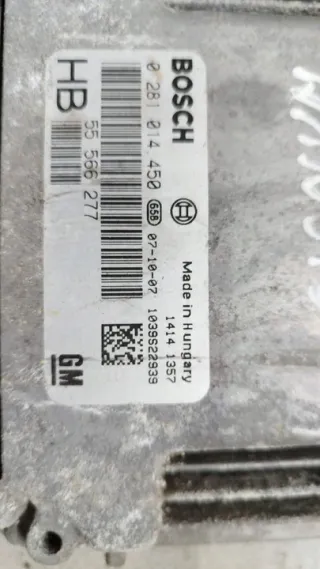 BOSCH
0 281 014 450 658 07-10-07 1039S22939
Made in Hungary
1414 1357
HB 55 566 277
GM